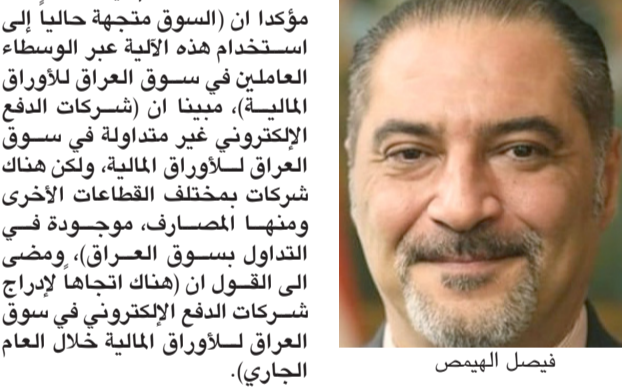 مؤكدا ان (السوق متجهة حالياً إلى
استخدام هذه الآلية عبر الوسطاء
العاملين في سوق العراق للأوراق
المالية)، مبينا ان (شركات الدفع
الإلكتروني غير متداولة في سوق
العراق للأوراق المالية، ولكن هناك
شركات بمختلف القطاعات الأخرى
ومنها المصارف، موجودة في
التداول بسوق العراق)، ومضى
الى القول ان (هناك اتجاهاً لإدراج
شركات الدفع الإلكتروني في سوق
العراق للأوراق المالية خلال العام
الجاري).
فيصل الهيمص